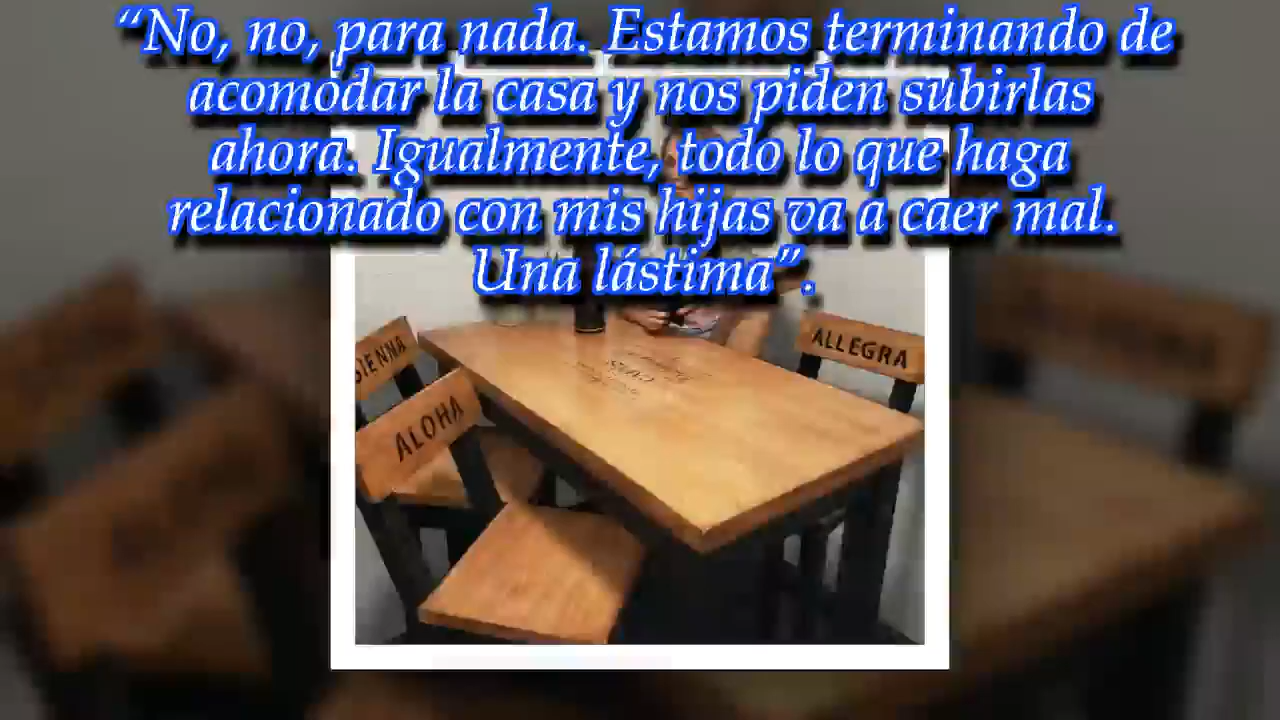 “No, no, para nada. Estamos terminando de
acomodar la casa y nos piden subirlas
ahora. Igualmente, todo lo que haga
relacionado con mis hijas va a caer mal.
Una lástima”.
SIENNA
ALLEGRA
ALOHA